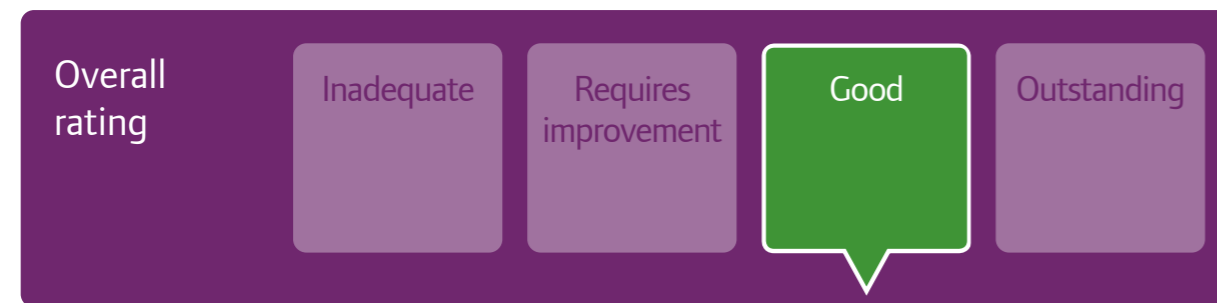 Overall
rating
Inadequate
Requires
improvement
Good
Outstanding